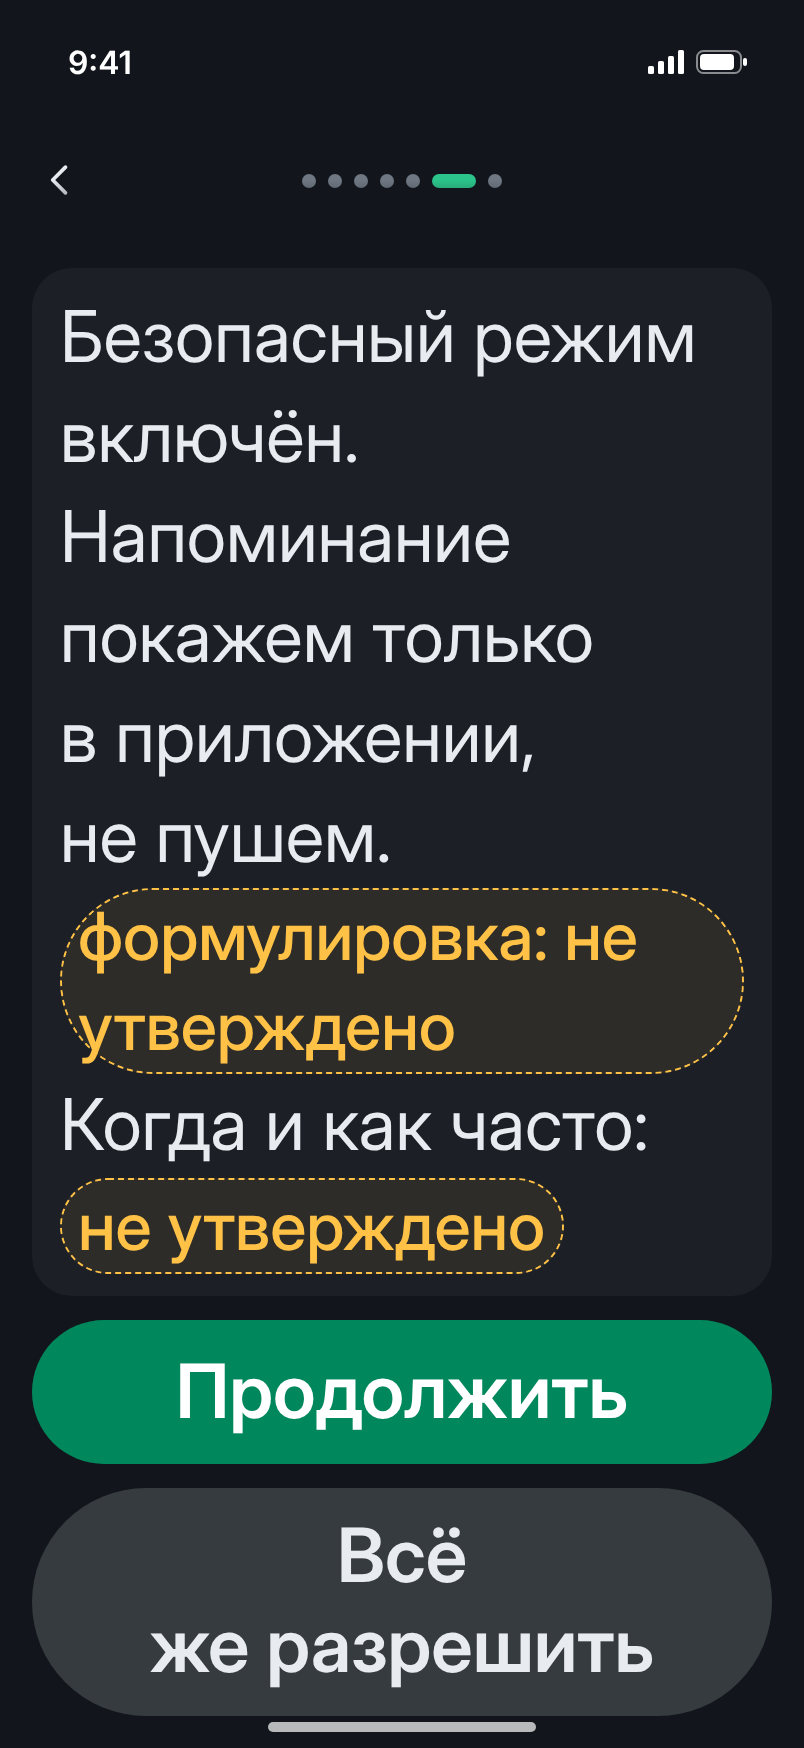 9:41
Безопасный режим
включён.
Напоминание
покажем только
в приложении,
не пушем.
формулировка: не
утверждено
Когда и как часто:
не утверждено
Продолжить
Всё
же разрешить